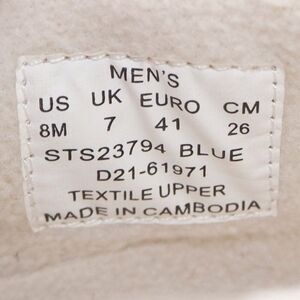 MEN'S
US UK EURO CM
8M 7 41 26
STS23794 BLUE
D21-61971
TEXTILE UPPER
MADE IN CAMBODIA